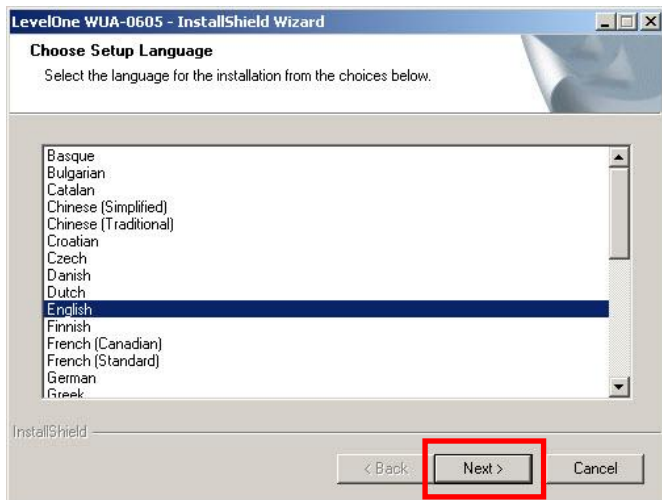 LevelOne WUA-0605 - InstallShield Wizard
Choose Setup Language
Select the language for the installation from the choices below.
Basque
Bulgarian
Catalan
Chinese (Simplified)
Chinese (Traditional)
Croatian
Czech
Danish
Dutch
English
Finnish
French (Canadian)
French (Standard)
German
Greek
InstallShield
< Back
Next >
Cancel